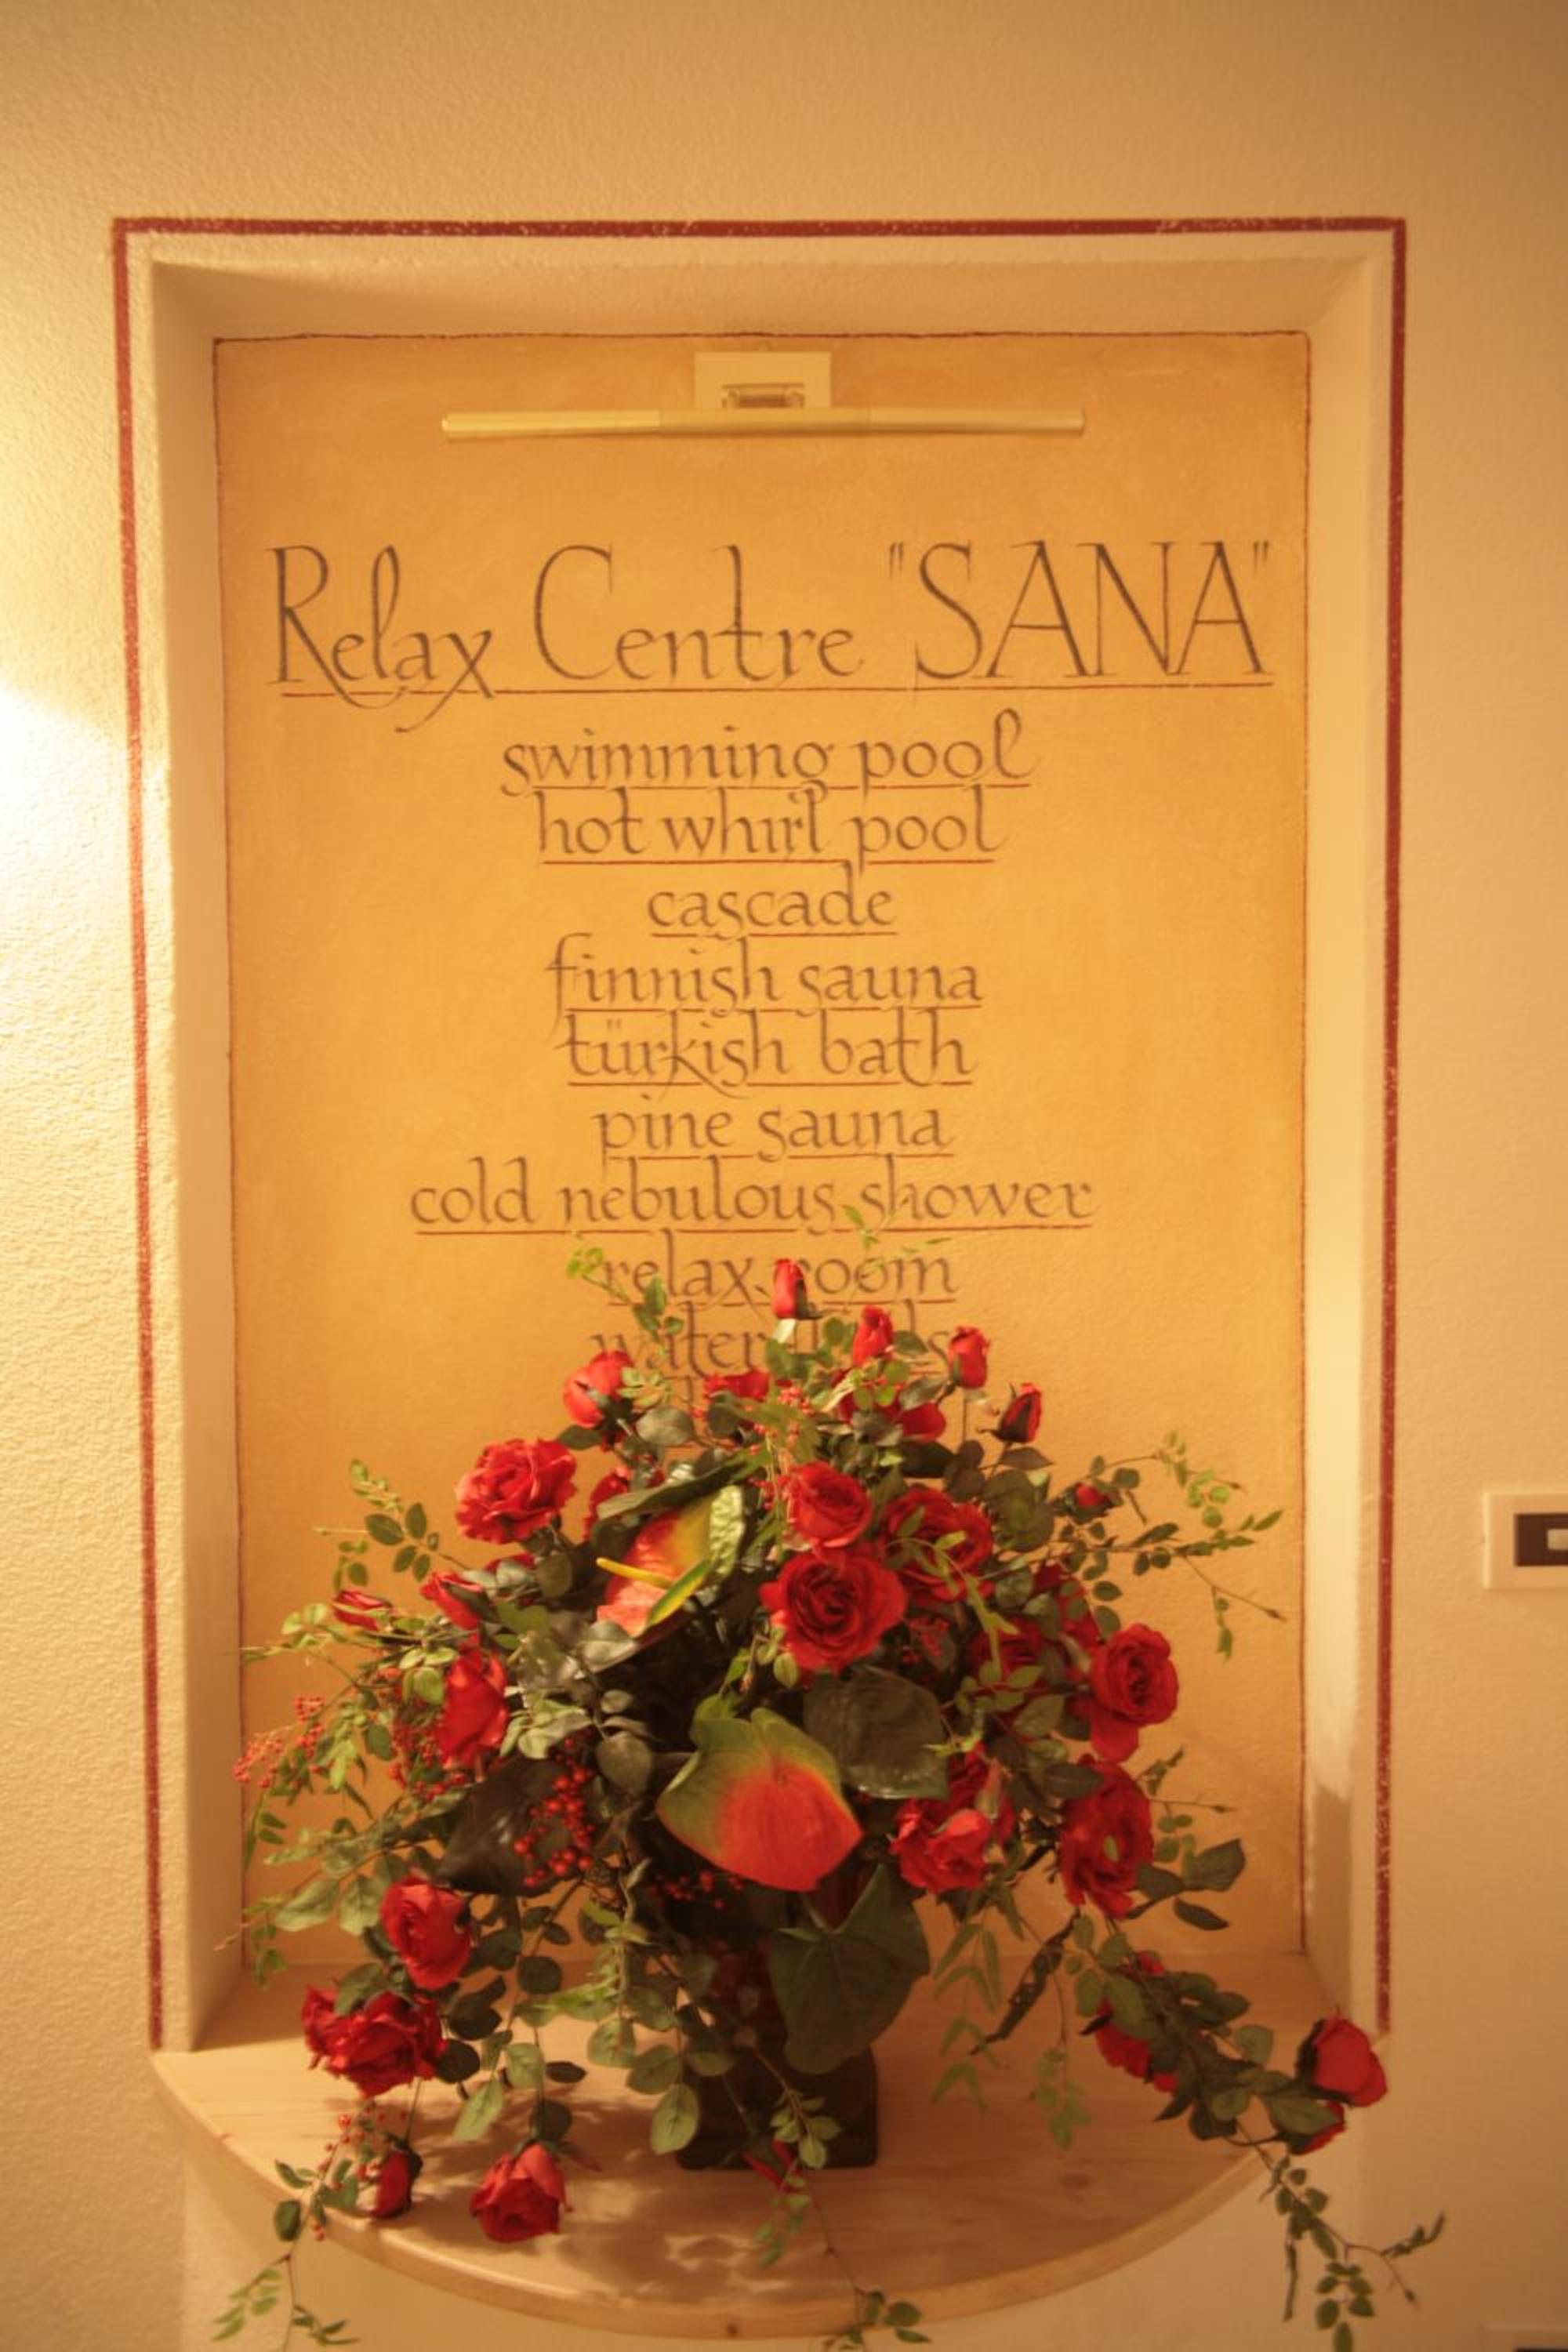 Relax Centre "SANA"
swimming pool
hot whirl pool
cascade
finnish sauna
türkish bath
pine sauna
cold nebulous shower
relax room
water